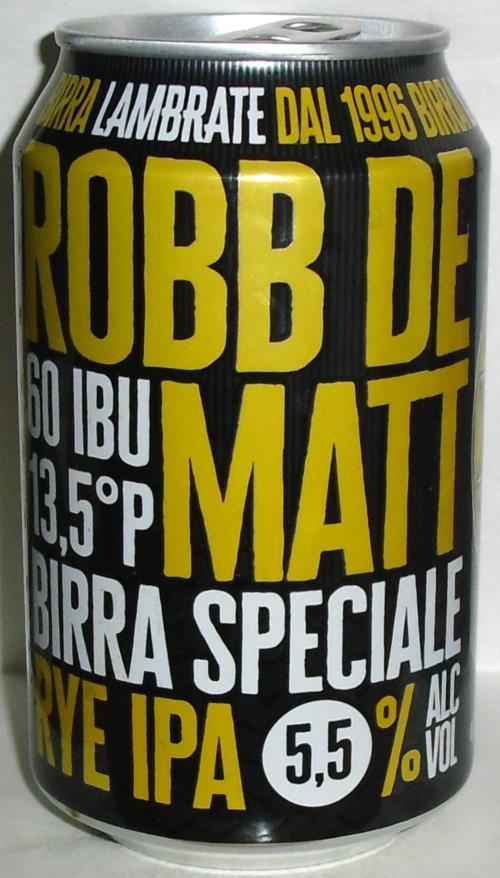 BIRRA LAMBRATE DAL 1996 BIRRA
ROBB DE
60 IBU
13,5°P
MATT
BIRRA SPECIALE
RYE IPA 5,5 % ALC
VOL